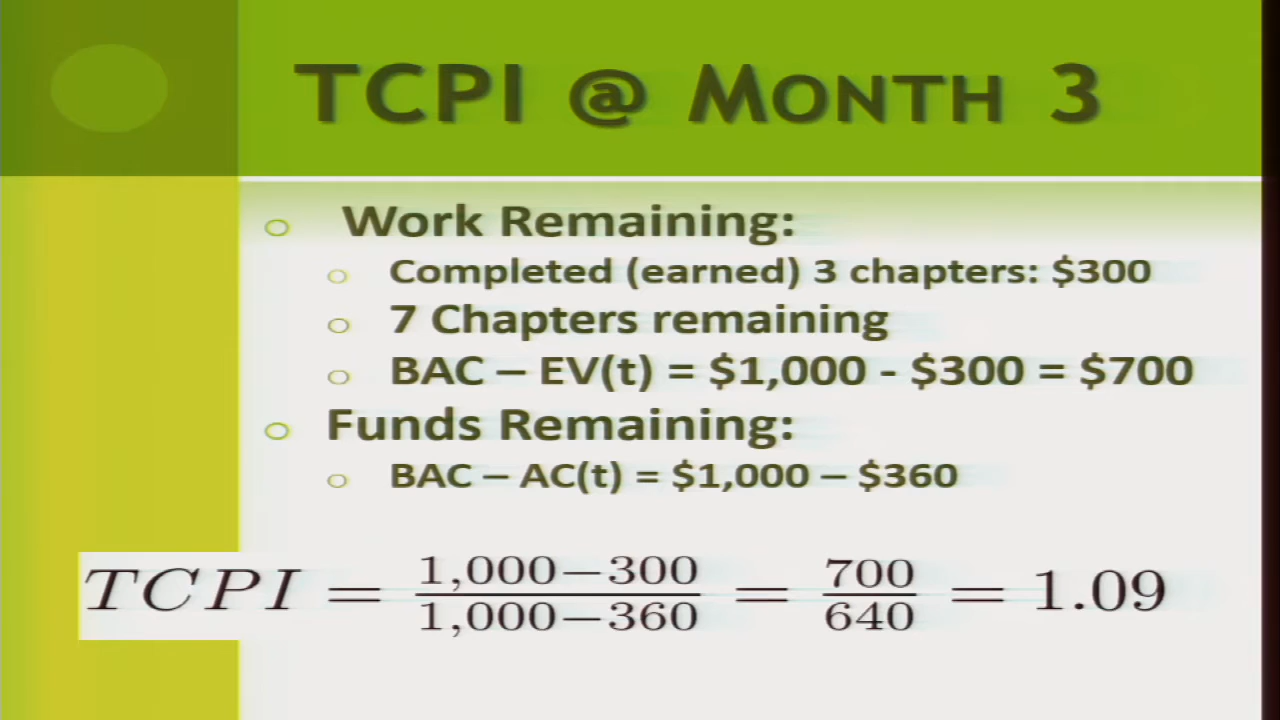 TCPI @ MONTH 3
Work Remaining:
Completed (earned) 3 chapters: $300
7 Chapters remaining
BAC – EV(t) = $1,000 - $300 = $700
Funds Remaining:
BAC – AC(t) = $1,000 – $360
TCPI = 1,000−300 / 1,000−360 = 700 / 640 = 1.09